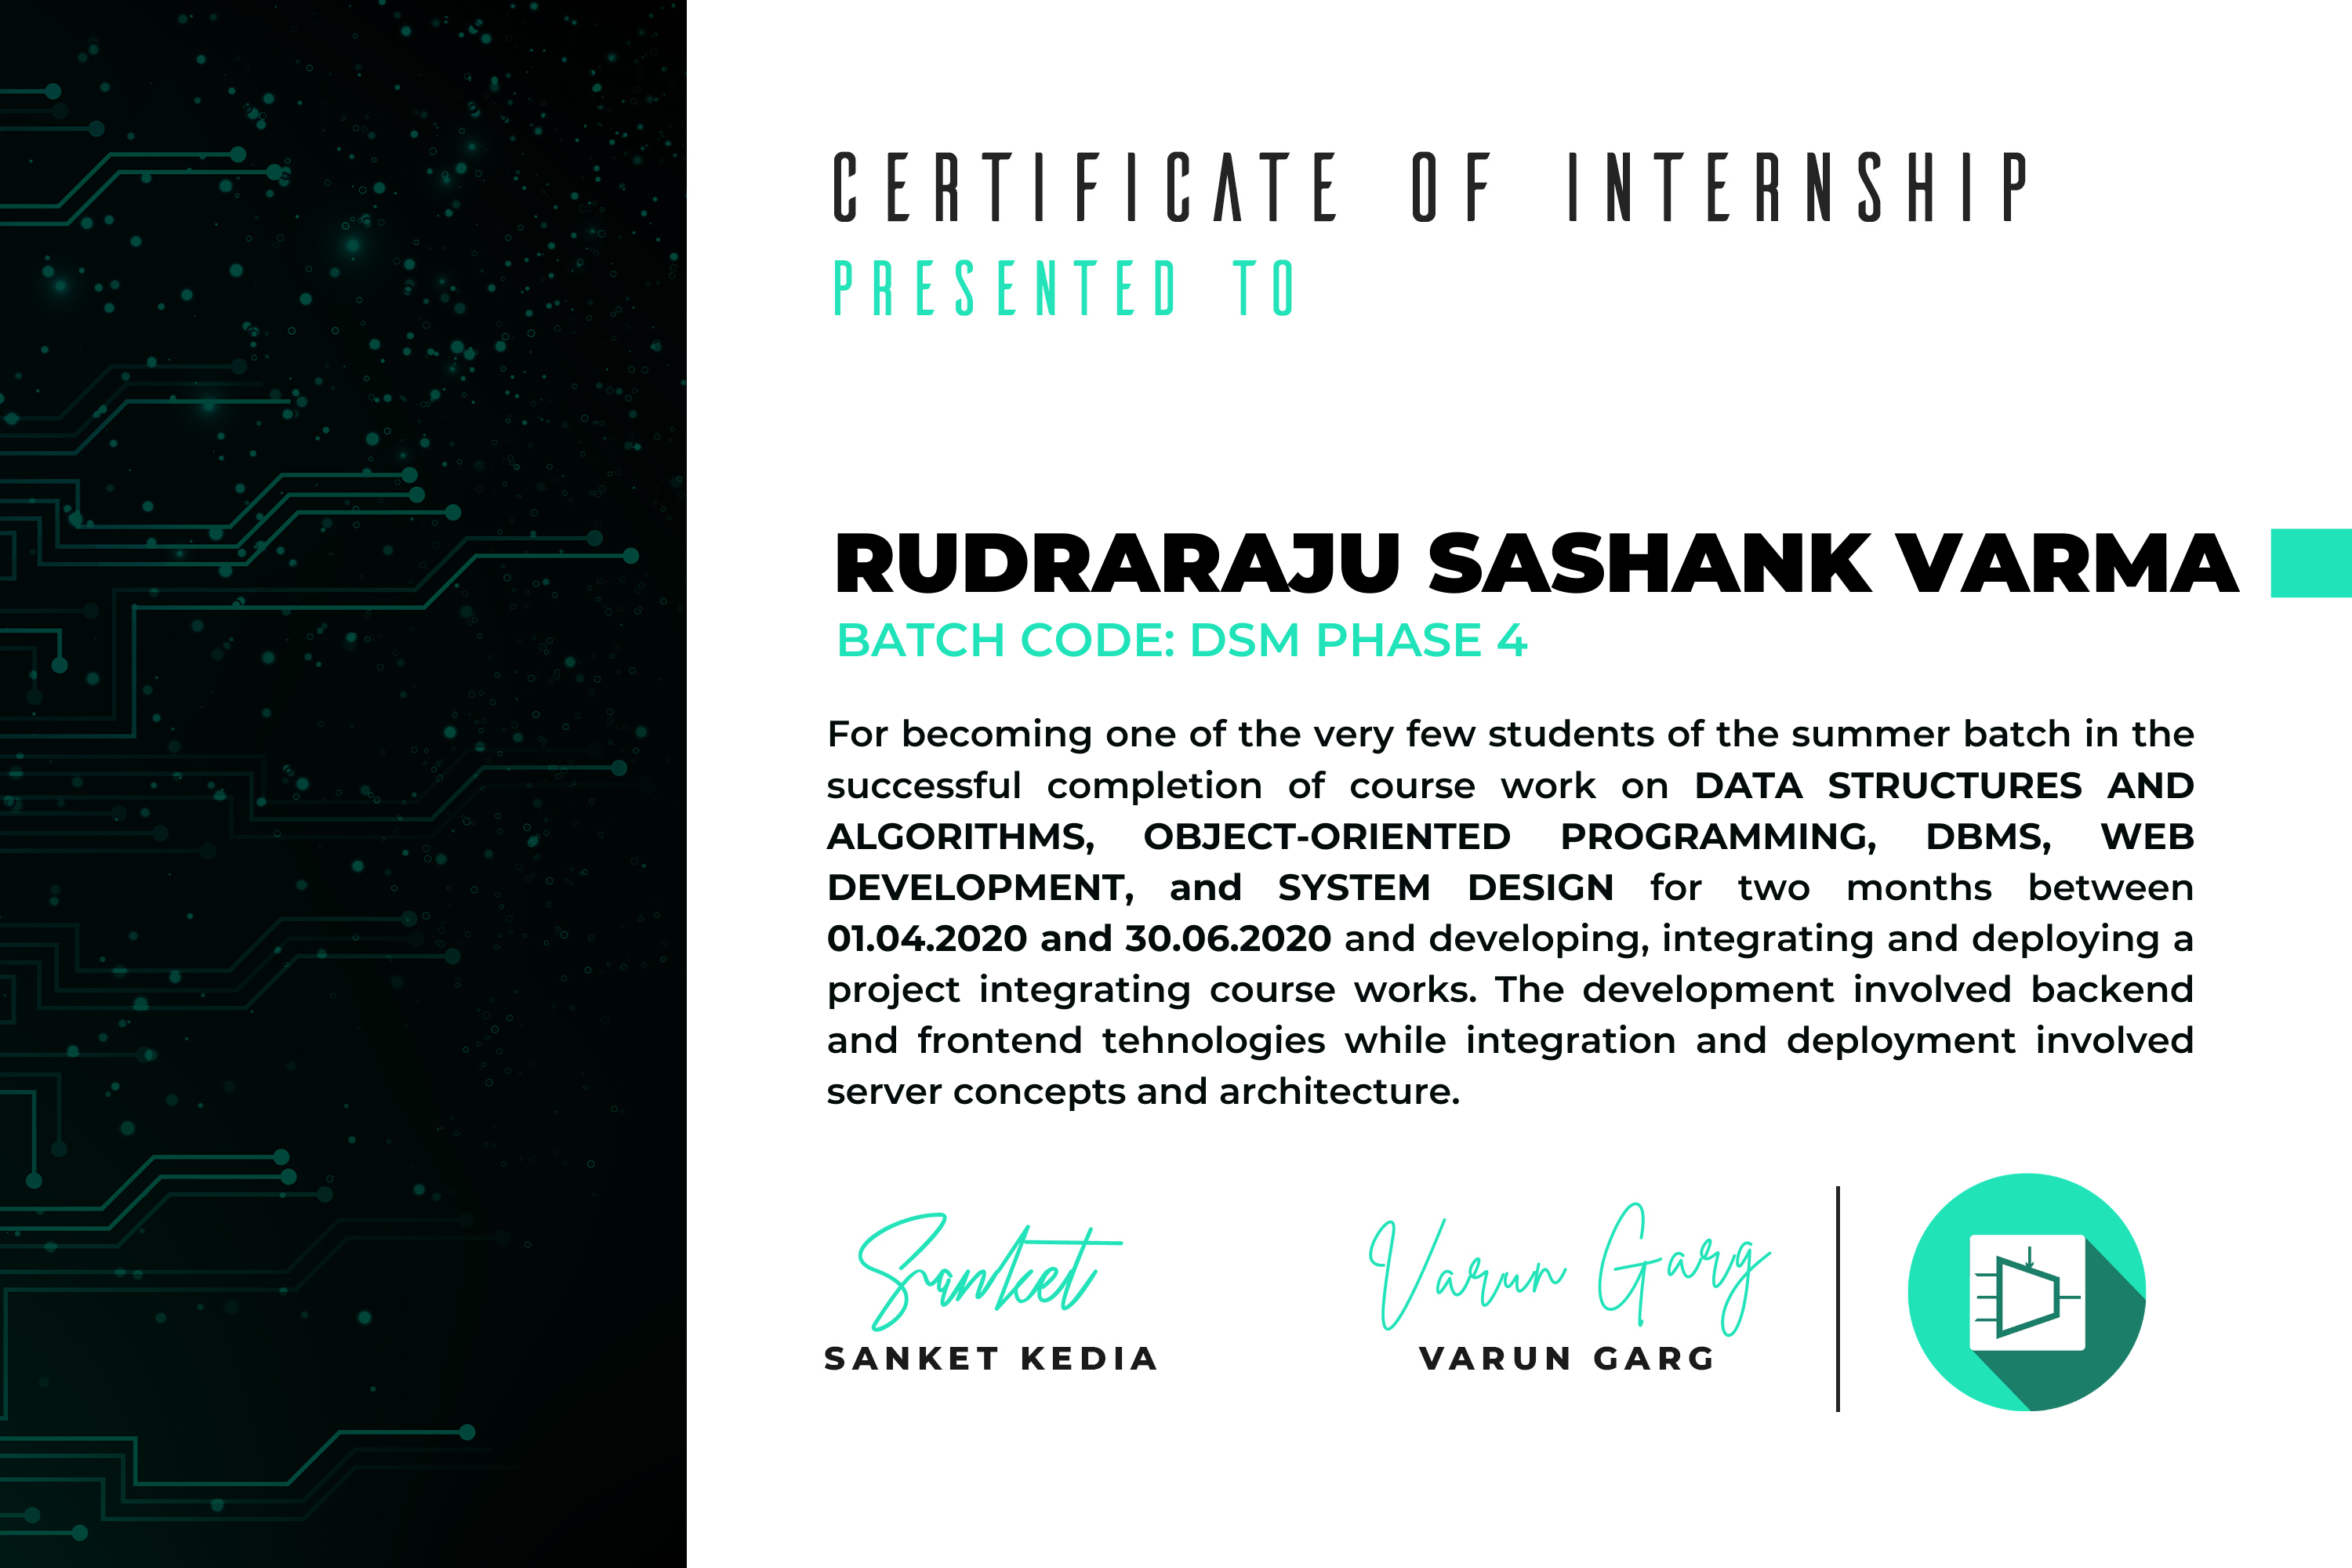 CERTIFICATE OF INTERNSHIP
PRESENTED TO
RUDRARAJU SASHANK VARMA
BATCH CODE: DSM PHASE 4
For becoming one of the very few students of the summer batch in the
successful completion of course work on DATA STRUCTURES AND
ALGORITHMS, OBJECT-ORIENTED PROGRAMMING, DBMS, WEB
DEVELOPMENT, and SYSTEM DESIGN for two months between
01.04.2020 and 30.06.2020 and developing, integrating and deploying a
project integrating course works. The development involved backend
and frontend tehnologies while integration and deployment involved
server concepts and architecture.
Sanket Varun Garg
SANKET KEDIA VARUN GARG